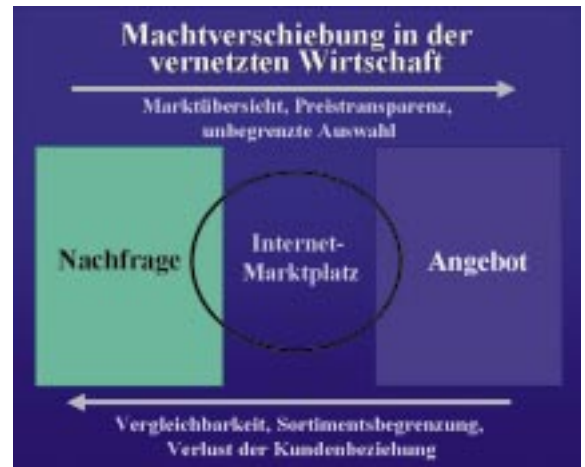 Machtverschiebung in der
vernetzten Wirtschaft
Marktübersicht, Preistransparenz,
unbegrenzte Auswahl
Nachfrage
Internet-
Marktplatz
Angebot
Vergleichbarkeit, Sortimentsbegrenzung,
Verlust der Kundenbeziehung